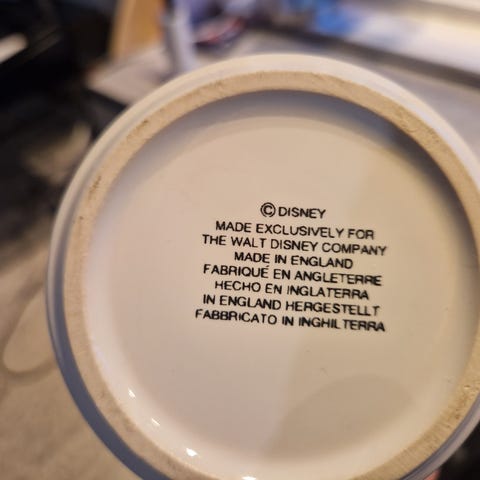 © DISNEY
MADE EXCLUSIVELY FOR
THE WALT DISNEY COMPANY
MADE IN ENGLAND
FABRIQUÉ EN ANGLETERRE
HECHO EN INGLATERRA
IN ENGLAND HERGESTELLT
FABBRICATO IN INGHILTERRA